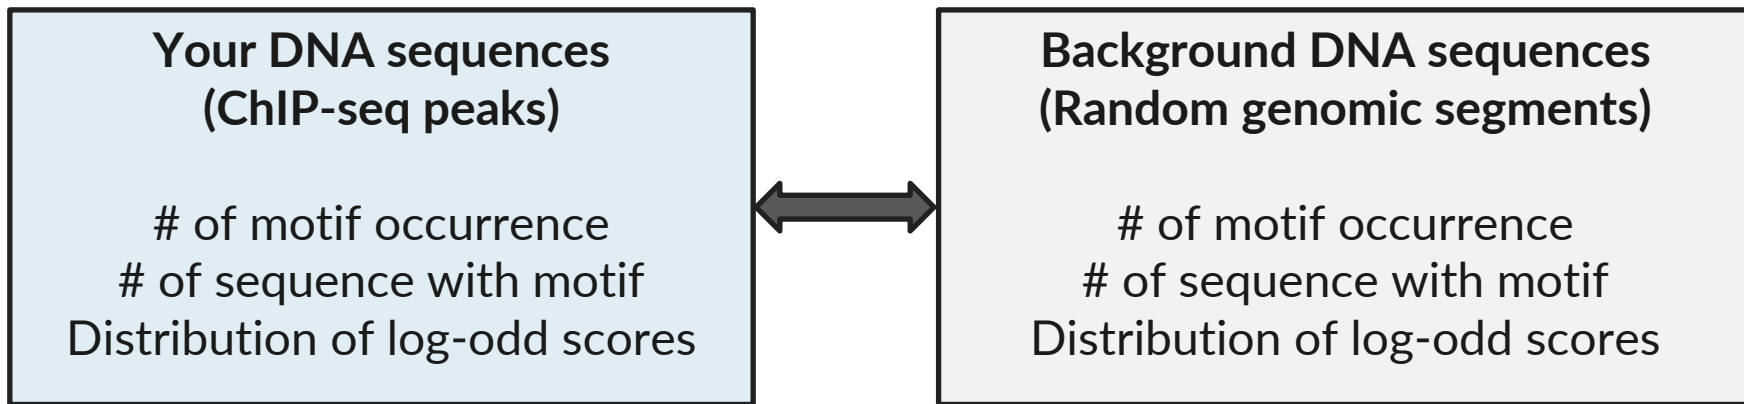 Your DNA sequences
(ChIP-seq peaks)
# of motif occurrence
# of sequence with motif
Distribution of log-odd scores
Background DNA sequences
(Random genomic segments)
# of motif occurrence
# of sequence with motif
Distribution of log-odd scores